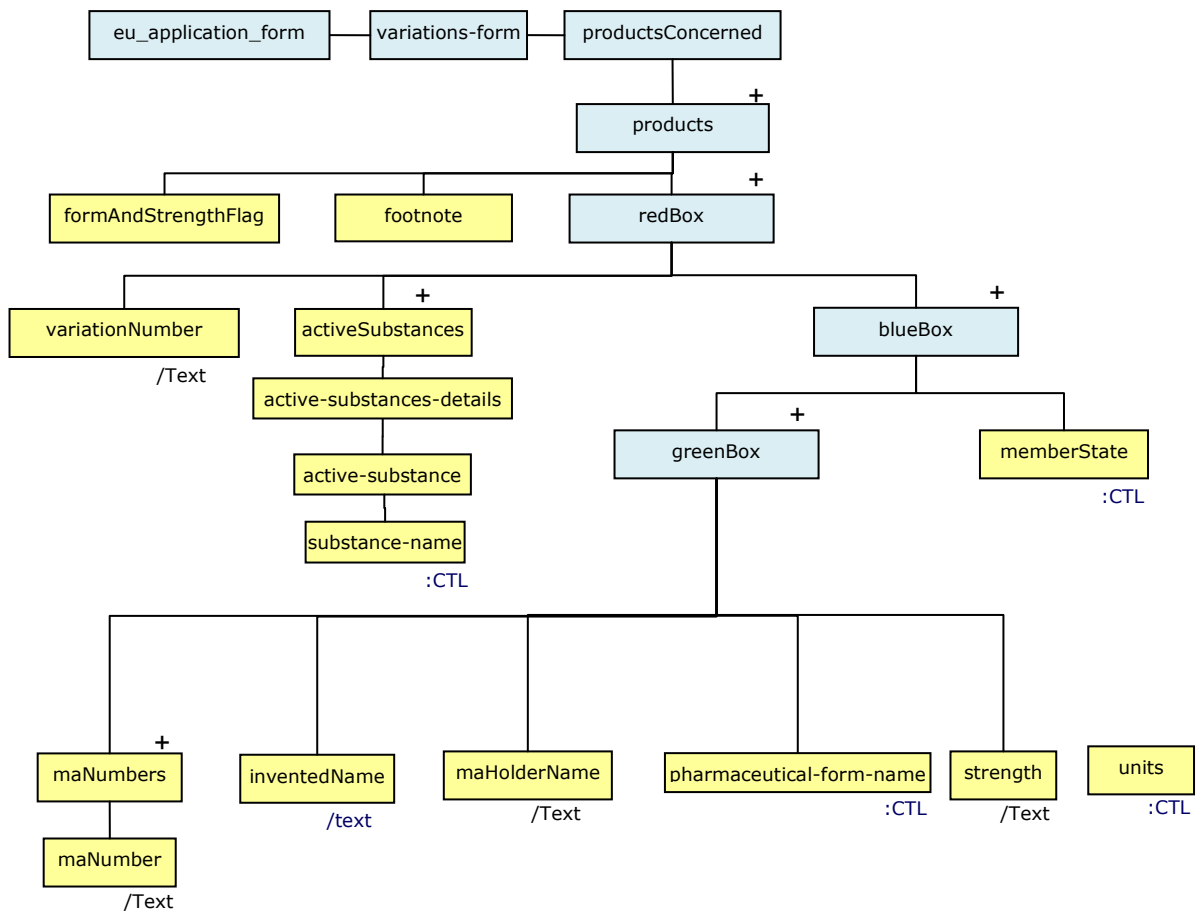 eu_application_form
variations-form
productsConcerned
+
products
+
formAndStrengthFlag
footnote
redBox
+
+
variationNumber
activeSubstances
blueBox
/Text
active-substances-details
+
greenBox
memberState
active-substance
:CTL
substance-name
:CTL
+
maNumbers
inventedName
maHolderName
pharmaceutical-form-name
strength
units
/text
/Text
:CTL
/Text
:CTL
maNumber
/Text